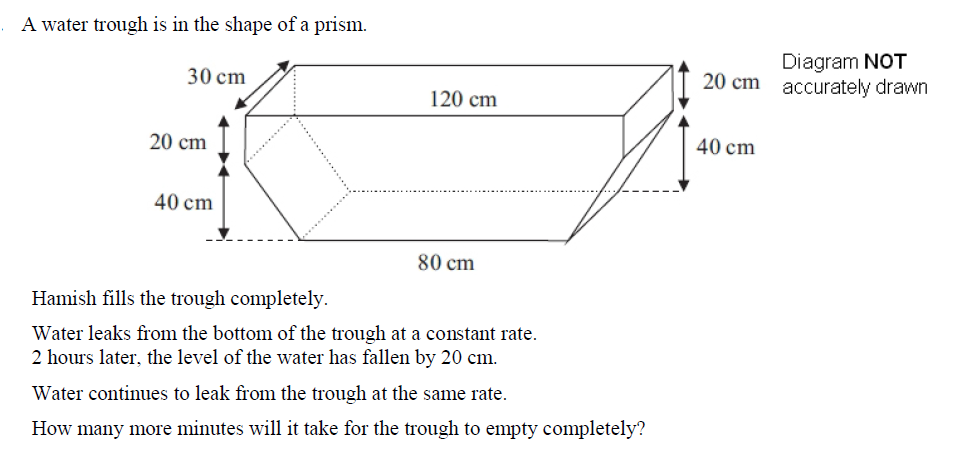 . A water trough is in the shape of a prism.
Diagram NOT
accurately drawn
30 cm
20 cm
120 cm
20 cm
40 cm
40 cm
80 cm
Hamish fills the trough completely.
Water leaks from the bottom of the trough at a constant rate.
2 hours later, the level of the water has fallen by 20 cm.
Water continues to leak from the trough at the same rate.
How many more minutes will it take for the trough to empty completely?